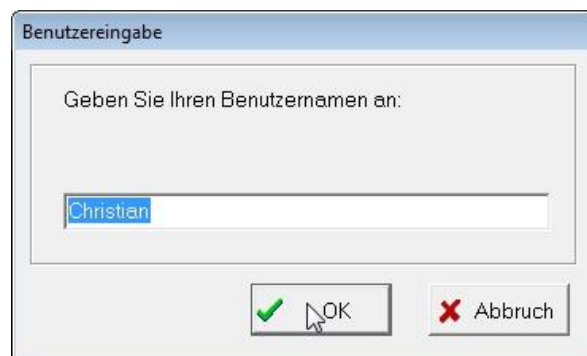 Benutzereingabe
Geben Sie Ihren Benutzernamen an:
Christian
OK
Abbruch